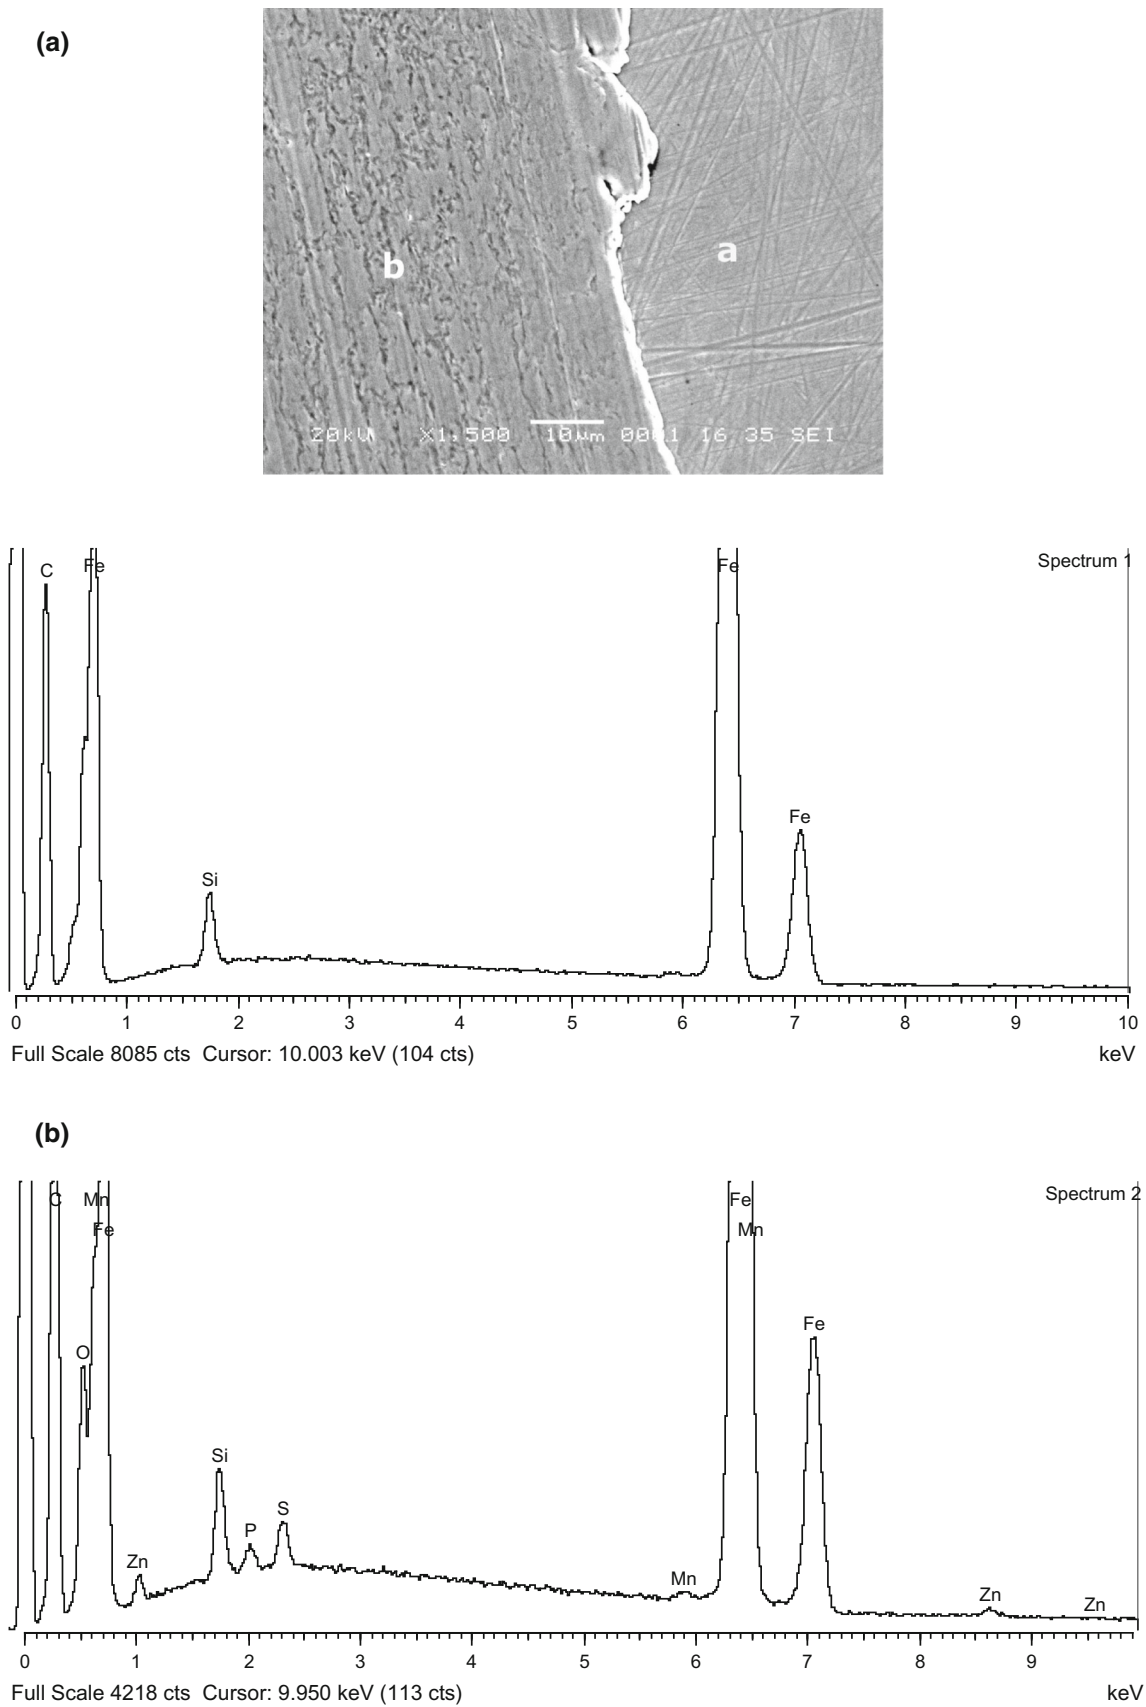 (a)
b
a
20kV X1,500 10μm 0001 16 35 SEI
C Fe Fe Spectrum 1
Fe
Si
0 1 2 3 4 5 6 7 8 9 10
Full Scale 8085 cts Cursor: 10.003 keV (104 cts) keV
(b)
C Mn Fe Spectrum 2
Fe Mn
Fe
O
Si
S
P
Zn Mn Zn Zn
0 1 2 3 4 5 6 7 8 9
Full Scale 4218 cts Cursor: 9.950 keV (113 cts) keV